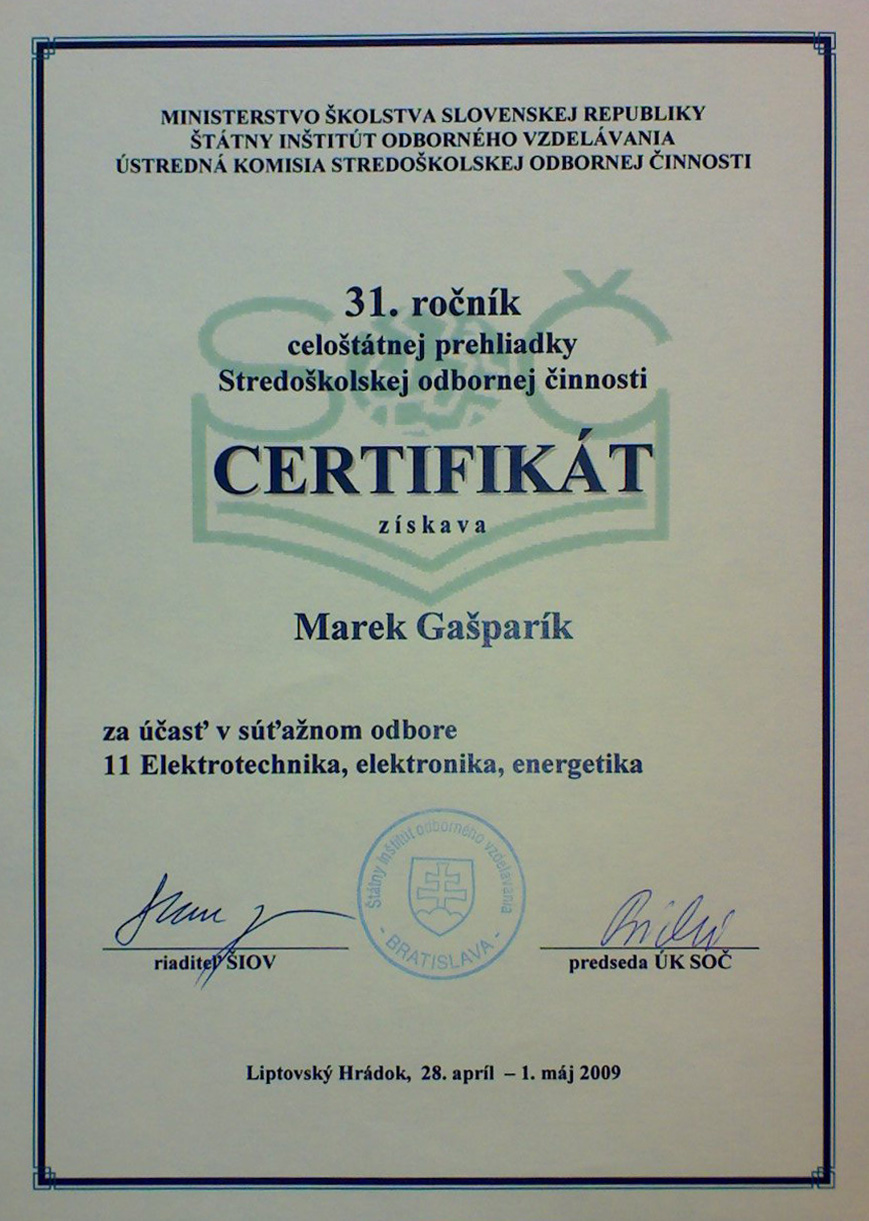 MINISTERSTVO ŠKOLSTVA SLOVENSKEJ REPUBLIKY
ŠTÁTNY INŠTITÚT ODBORNÉHO VZDELÁVANIA
ÚSTREDNÁ KOMISIA STREDOŠKOLSKEJ ODBORNEJ ČINNOSTI
SOČ
31. ročník
celoštátnej prehliadky
Stredoškolskej odbornej činnosti
CERTIFIKÁT
získava
Marek Gašparík
za účasť v súťažnom odbore
11 Elektrotechnika, elektronika, energetika
Štátny inštitút odborného vzdelávania
- BRATISLAVA -
riaditeľ ŠIOV
predseda ÚK SOČ
Liptovský Hrádok, 28. apríl – 1. máj 2009